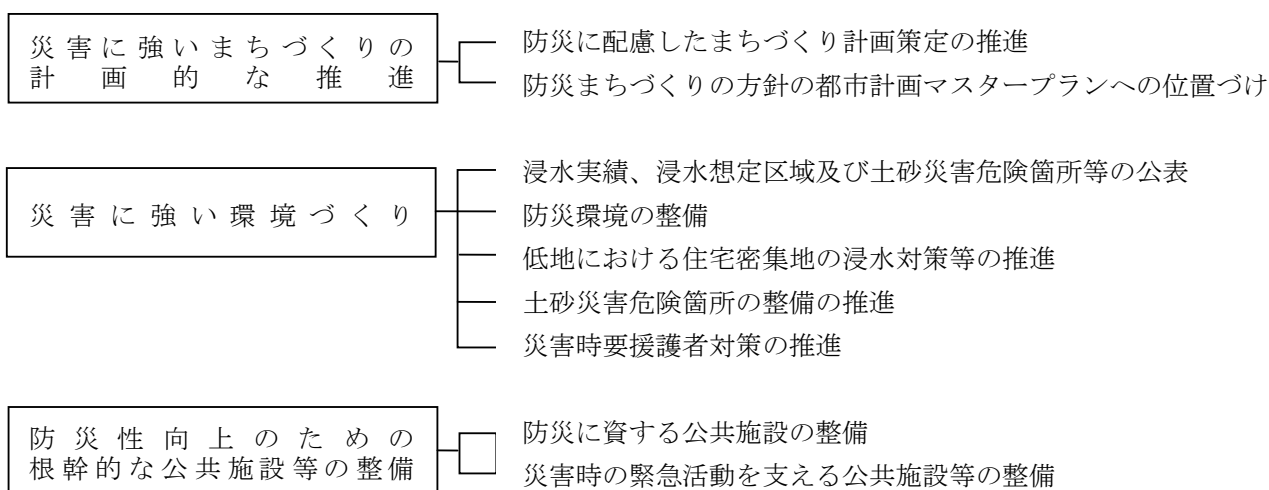 災害に強いまちづくりの
計画的な推進
防災に配慮したまちづくり計画策定の推進
防災まちづくりの方針の都市計画マスタープランへの位置づけ
災害に強い環境づくり
浸水実績、浸水想定区域及び土砂災害危険箇所等の公表
防災環境の整備
低地における住宅密集地の浸水対策等の推進
土砂災害危険箇所の整備の推進
災害時要援護者対策の推進
防災性向上のための
根幹的な公共施設等の整備
防災に資する公共施設の整備
災害時の緊急活動を支える公共施設等の整備